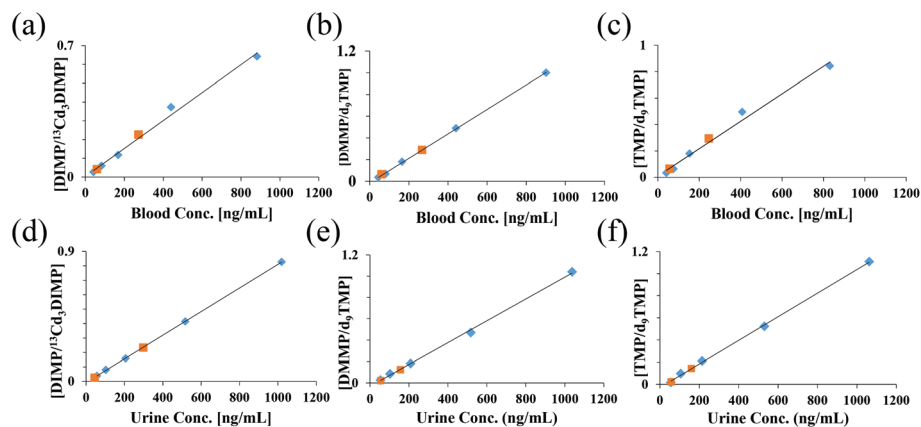 (a)
(b)
(c)
[DIMP/¹³Cd₃DIMP]
0.7
0
0 200 400 600 800 1000 1200
Blood Conc. [ng/mL]
[DMMP/d₉TMP]
1.2
0
0 200 400 600 800 1000 1200
Blood Conc. [ng/mL]
[TMP/d₉TMP]
1
0
0 200 400 600 800 1000 1200
Blood Conc. [ng/mL]
(d)
(e)
(f)
[DIMP/¹³Cd₃DIMP]
0.9
0
0 200 400 600 800 1000 1200
Urine Conc. [ng/mL]
[DMMP/d₉TMP]
1.2
0
0 200 400 600 800 1000 1200
Urine Conc. (ng/mL)
[TMP/d₉TMP]
1.2
0
0 200 400 600 800 1000 1200
Urine Conc. (ng/mL)